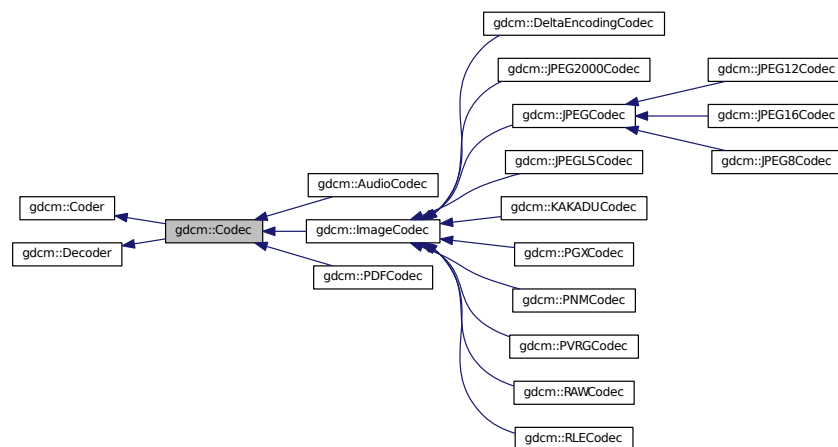 gdcm::DeltaEncodingCodec
gdcm::JPEG2000Codec
gdcm::JPEG12Codec
gdcm::JPEGCodec
gdcm::JPEG16Codec
gdcm::JPEGLSCodec
gdcm::JPEG8Codec
gdcm::AudioCodec
gdcm::Coder
gdcm::KAKADUCodec
gdcm::Codec
gdcm::ImageCodec
gdcm::Decoder
gdcm::PGXCodec
gdcm::PDFCodec
gdcm::PNMCodec
gdcm::PVRGCodec
gdcm::RAWCodec
gdcm::RLECodec